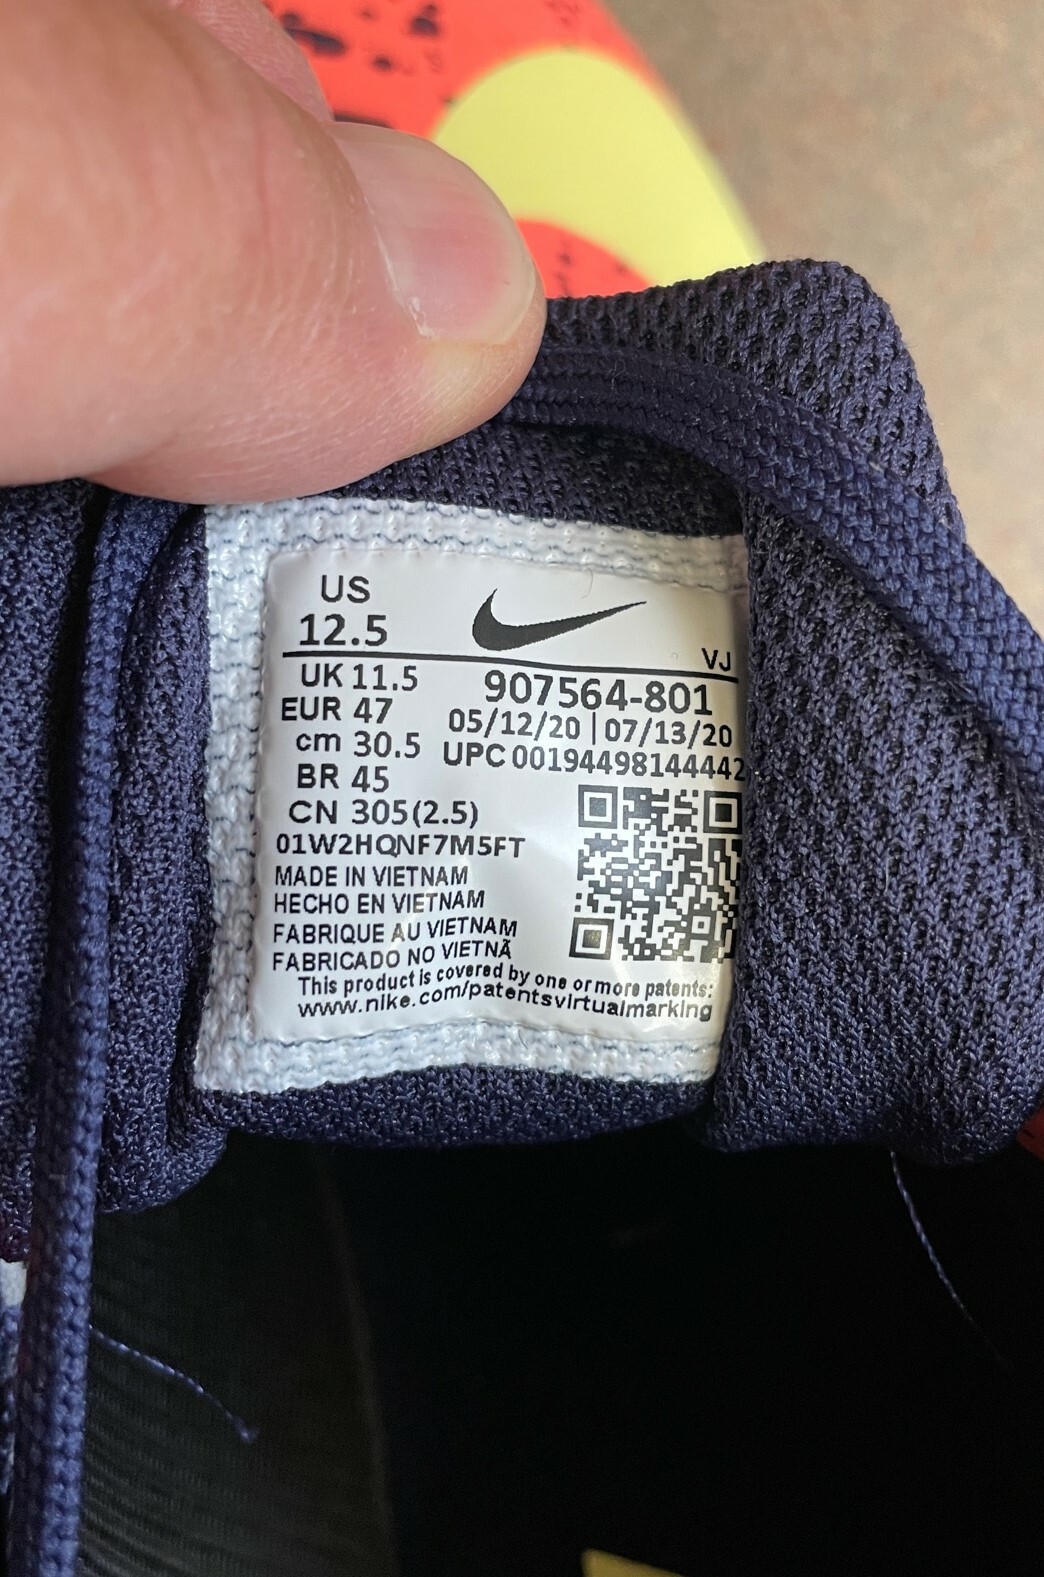 US
12.5
VJ
UK 11.5
907564-801
EUR 47
05/12/20 | 07/13/20
cm 30.5
UPC 00194498144442
BR 45
CN 305(2.5)
01W2HQNF7M5FT
MADE IN VIETNAM
HECHO EN VIETNAM
FABRIQUE AU VIETNAM
FABRICADO NO VIETNÃ
This product is covered by one or more patents:
www.nike.com/patentsvirtualmarking